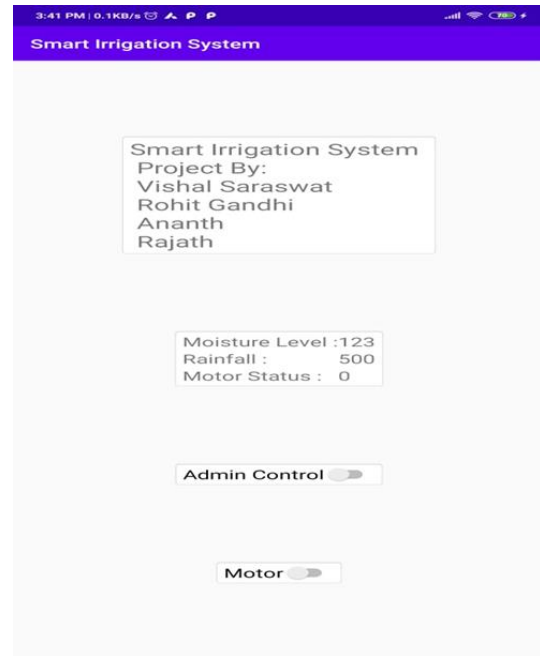 3:41 PM | 0.1KB/s
70
Smart Irrigation System
Smart Irrigation System
Project By:
Vishal Saraswat
Rohit Gandhi
Ananth
Rajath
Moisture Level :123
Rainfall : 500
Motor Status : 0
Admin Control
Motor